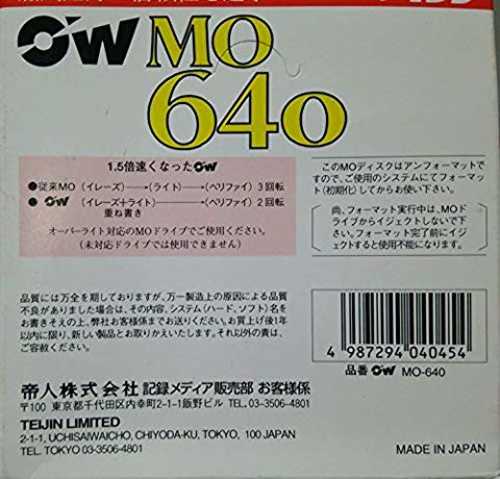 OW MO
640
1.5倍速くなったOW
●従来MO (イレーズ)→(ライト)→(ベリファイ) 3回転
● OW (イレーズ+ライト)→(ベリファイ) 2回転
重ね書き
オーバーライト対応のMOドライブでご使用ください。
(未対応ドライブでは使用できません)
このMOディスクはアンフォーマットで
すので、ご使用のシステムにてフォーマット
(初期化)してからお使い下さい。
尚、フォーマット実行中は、MOド
ライブからイジェクトしないで下
さい。フォーマット完了前にイジ
ェクトすると使用不能になります。
品質には万全を期しておりますが、万一製造上の原因による品質
不良がありました場合は、その内容、システム(ハード、ソフト)名を
お書きそえの上、弊社お客様係までお送りください。お買上げ後1年
以内に限り、新しい製品とお取りかえいたします。それ以外の責は、
ご容赦ください。
4 987294 040454
品番 OW MO-640
帝人株式会社 記録メディア販売部 お客様係
〒100 東京都千代田区内幸町2-1-1飯野ビル TEL.03-3506-4801
TEIJIN LIMITED
2-1-1, UCHISAIWAICHO, CHIYODA-KU, TOKYO, 100 JAPAN
TEL. TOKYO 03-3506-4801
MADE IN JAPAN